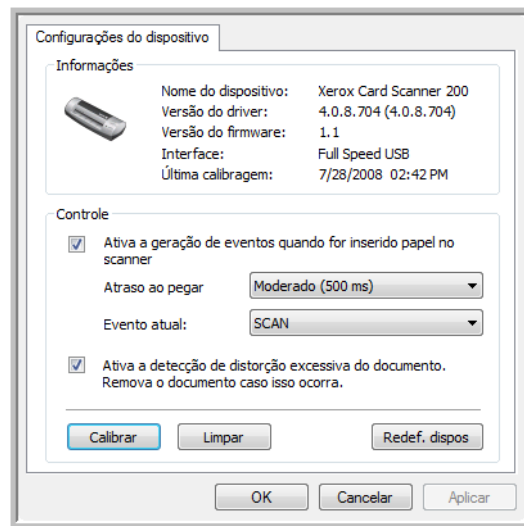 Configurações do dispositivo
Informações
Nome do dispositivo: Xerox Card Scanner 200
Versão do driver: 4.0.8.704 (4.0.8.704)
Versão do firmware: 1.1
Interface: Full Speed USB
Última calibragem: 7/28/2008 02:42 PM
Controle
Ativa a geração de eventos quando for inserido papel no
scanner
Atraso ao pegar Moderado (500 ms)
Evento atual: SCAN
Ativa a detecção de distorção excessiva do documento.
Remova o documento caso isso ocorra.
Calibrar Limpar Redef. dispos
OK Cancelar Aplicar